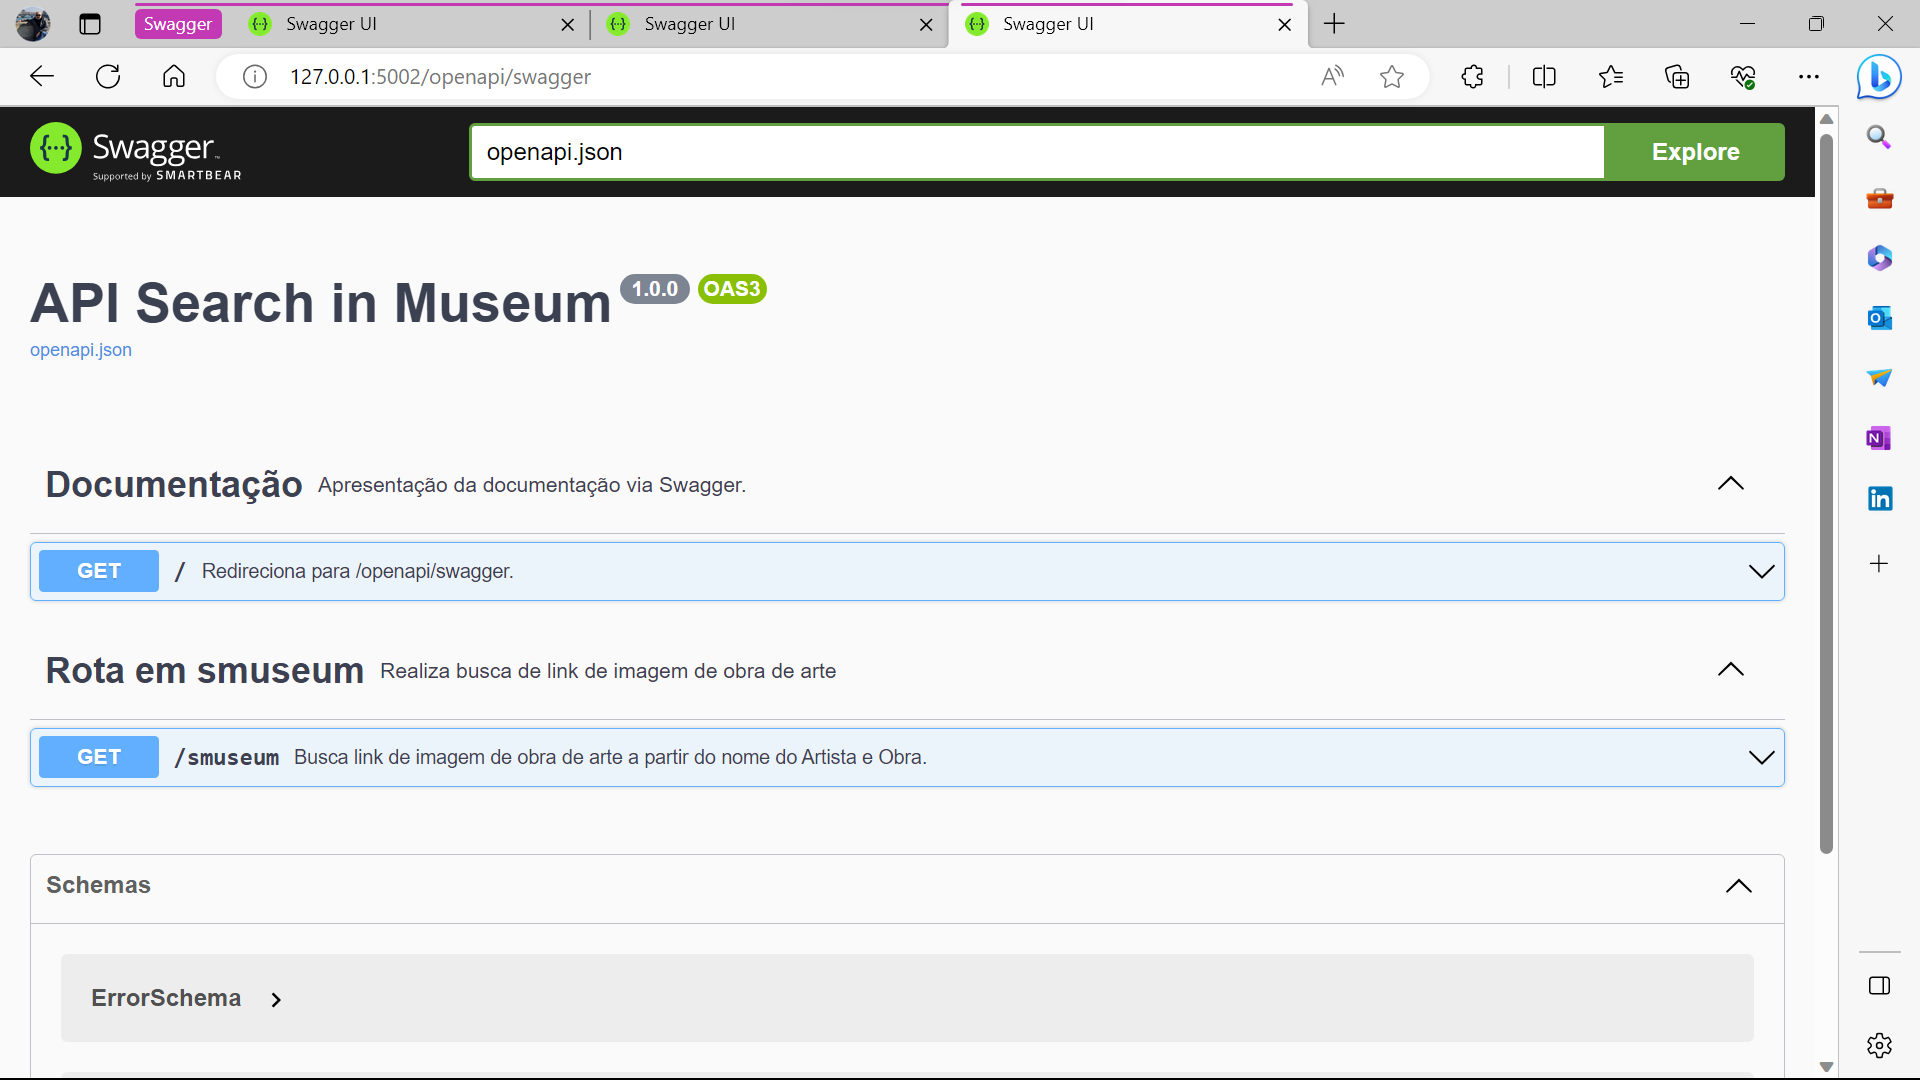 Swagger
Swagger UI
Swagger UI
Swagger UI
127.0.0.1:5002/openapi/swagger
Swagger
Supported by SMARTBEAR
openapi.json
Explore
API Search in Museum
1.0.0
OAS3
openapi.json
Documentação Apresentação da documentação via Swagger.
GET / Redireciona para /openapi/swagger.
Rota em smuseum Realiza busca de link de imagem de obra de arte
GET /smuseum Busca link de imagem de obra de arte a partir do nome do Artista e Obra.
Schemas
ErrorSchema